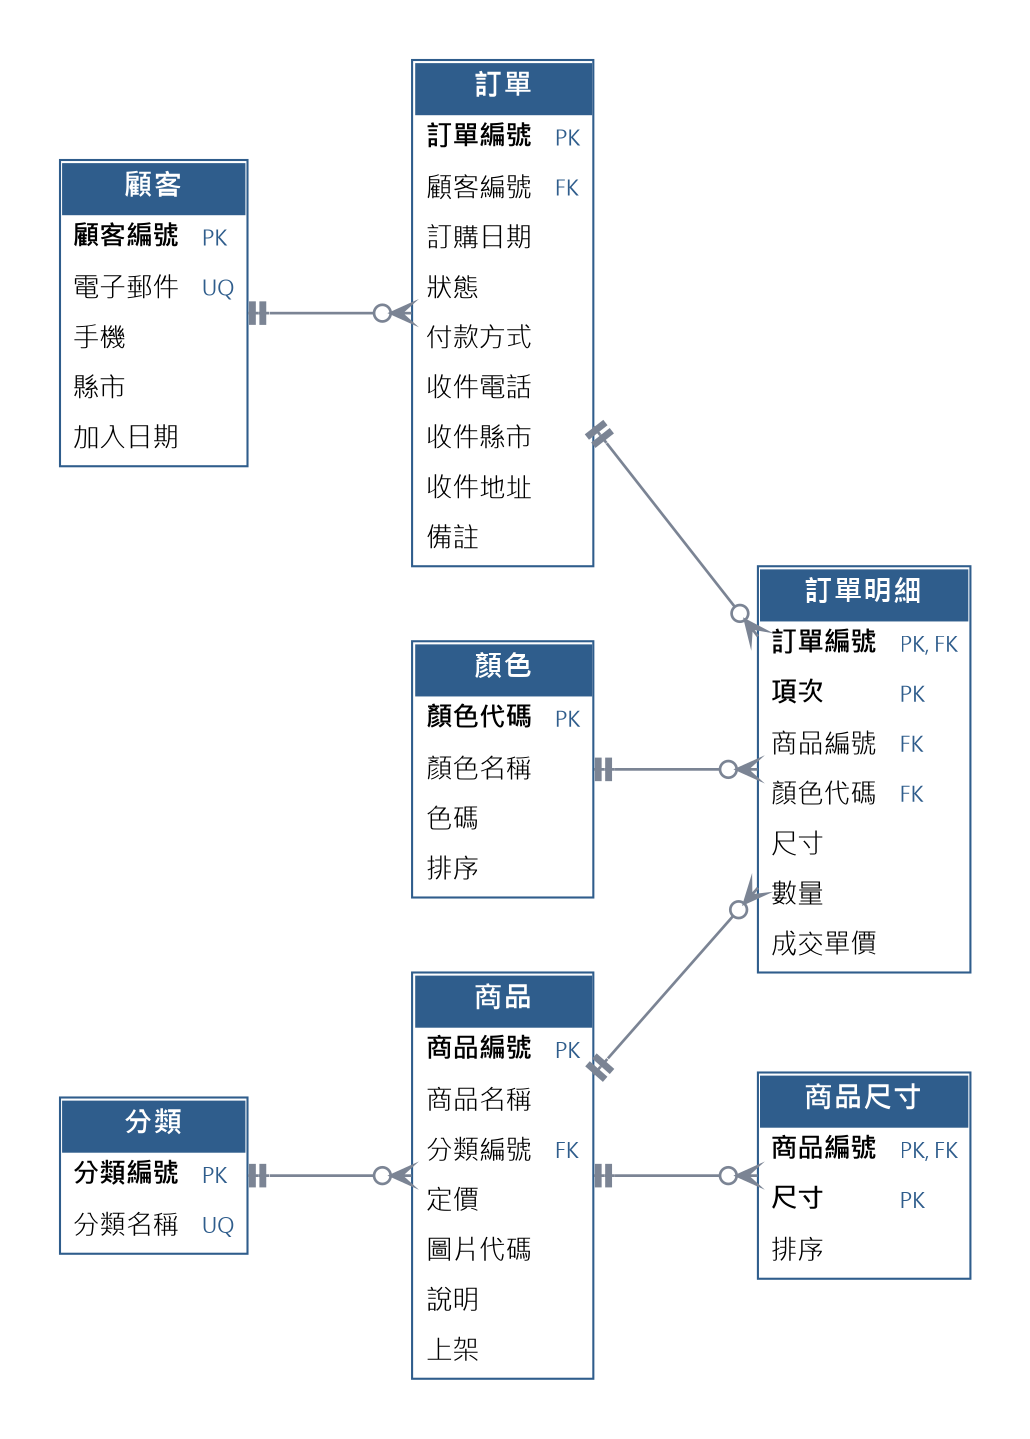 顧客
顧客編號 PK
電子郵件 UQ
手機
縣市
加入日期
訂單
訂單編號 PK
顧客編號 FK
訂購日期
狀態
付款方式
收件電話
收件縣市
收件地址
備註
訂單明細
訂單編號 PK, FK
項次 PK
商品編號 FK
顏色代碼 FK
尺寸
數量
成交單價
顏色
顏色代碼 PK
顏色名稱
色碼
排序
商品
商品編號 PK
商品名稱
分類編號 FK
定價
圖片代碼
說明
上架
分類
分類編號 PK
分類名稱 UQ
商品尺寸
商品編號 PK, FK
尺寸 PK
排序